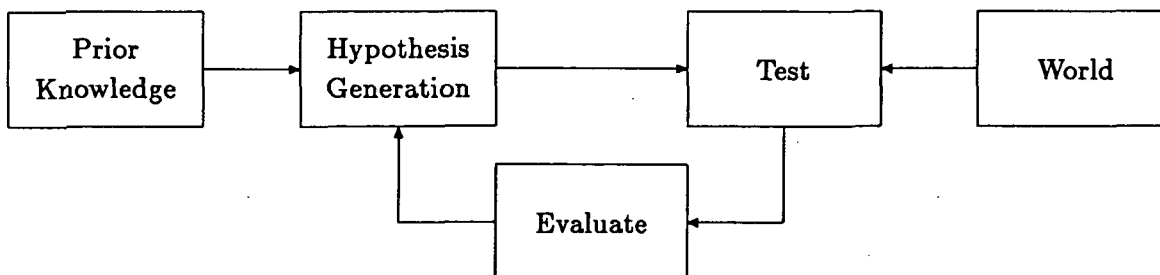 Prior
Knowledge
Hypothesis
Generation
Test
World
Evaluate